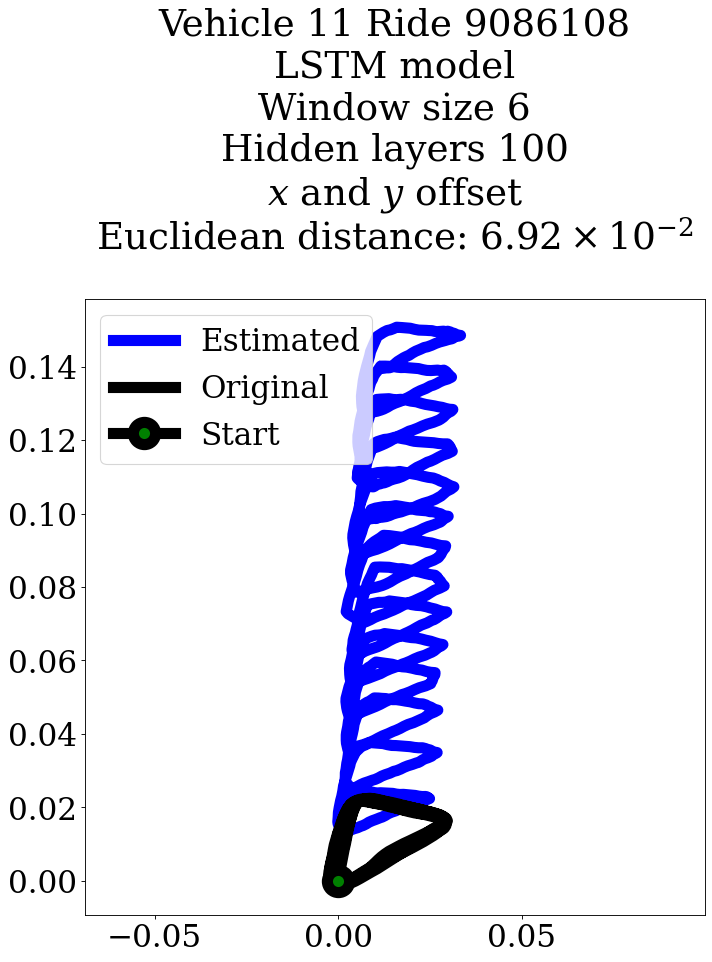 Vehicle 11 Ride 9086108
LSTM model
Window size 6
Hidden layers 100
x and y offset
Euclidean distance: 6.92 × 10⁻²
Estimated
Original
Start
0.14
0.12
0.10
0.08
0.06
0.04
0.02
0.00
−0.05 0.00 0.05